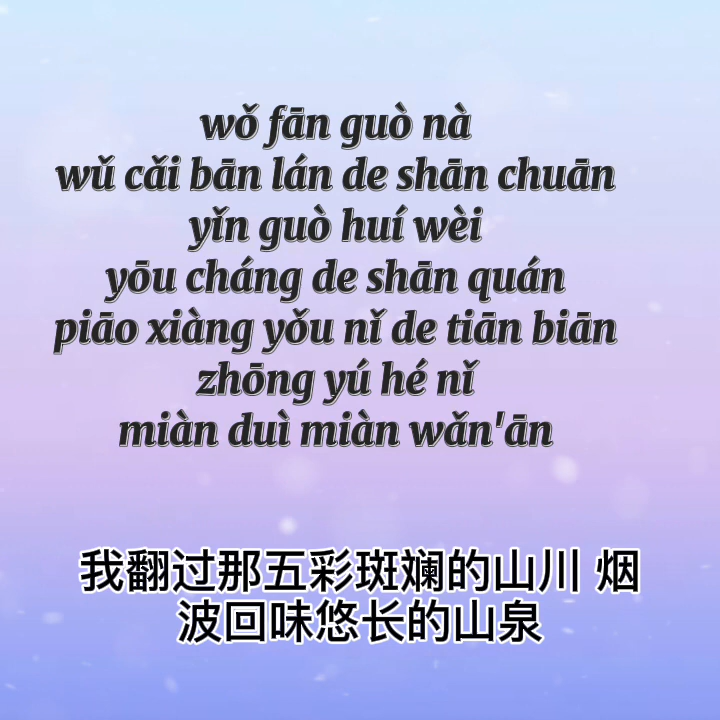 wǒ fān guò nà
wǔ cǎi bān lán de shān chuān
yǐn guò huí wèi
yōu cháng de shān quán
piāo xiàng yǒu nǐ de tiān biān
zhōng yú hé nǐ
miàn duì miàn wǎn'ān
我翻过那五彩斑斓的山川 烟
波回味悠长的山泉